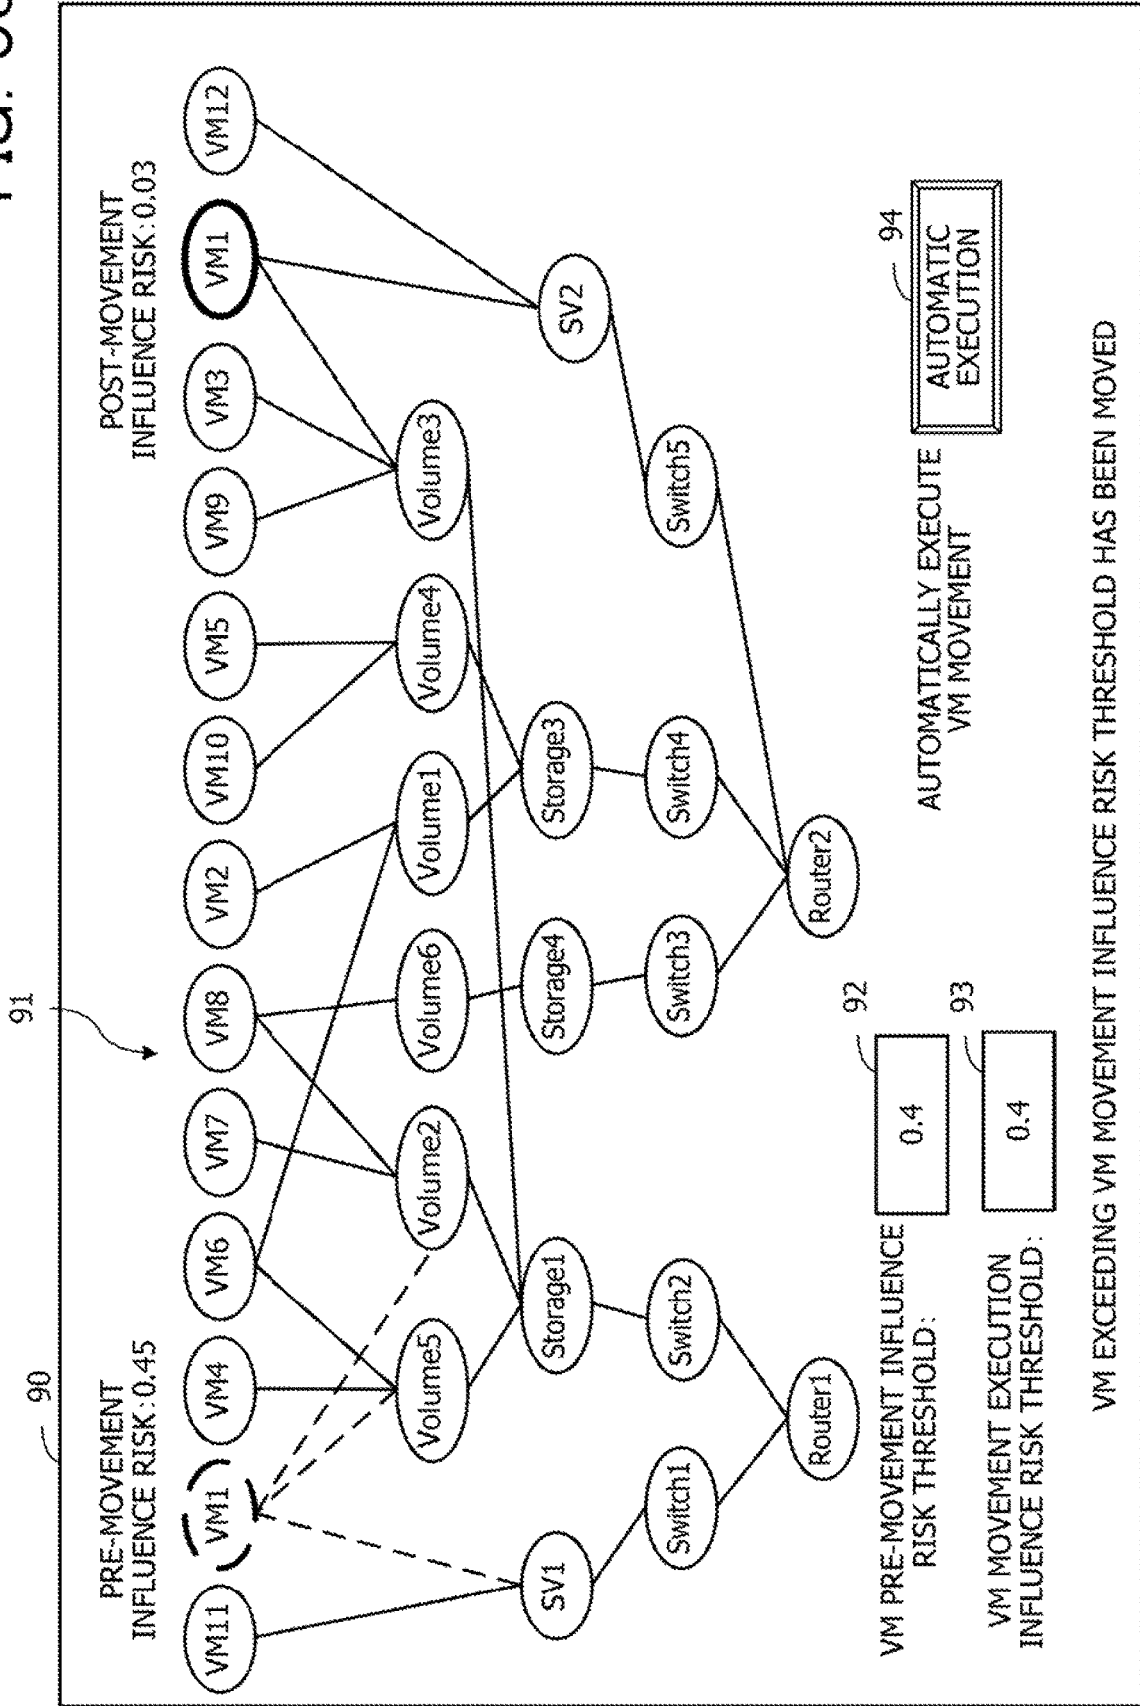 90
91
PRE-MOVEMENT
INFLUENCE RISK:0.45
POST-MOVEMENT
INFLUENCE RISK:0.03
VM11
VM1
VM4
VM6
VM7
VM8
VM2
VM10
VM5
VM9
VM3
VM1
VM12
Volume5
Volume2
Volume6
Volume1
Volume4
Volume3
SV1
Storage1
Storage4
Storage3
SV2
Switch1
Switch2
Switch3
Switch4
Switch5
Router1
Router2
VM PRE-MOVEMENT INFLUENCE
RISK THRESHOLD:
0.4
92
VM MOVEMENT EXECUTION
INFLUENCE RISK THRESHOLD:
0.4
93
AUTOMATICALLY EXECUTE
VM MOVEMENT
AUTOMATIC
EXECUTION
94
VM EXCEEDING VM MOVEMENT INFLUENCE RISK THRESHOLD HAS BEEN MOVED